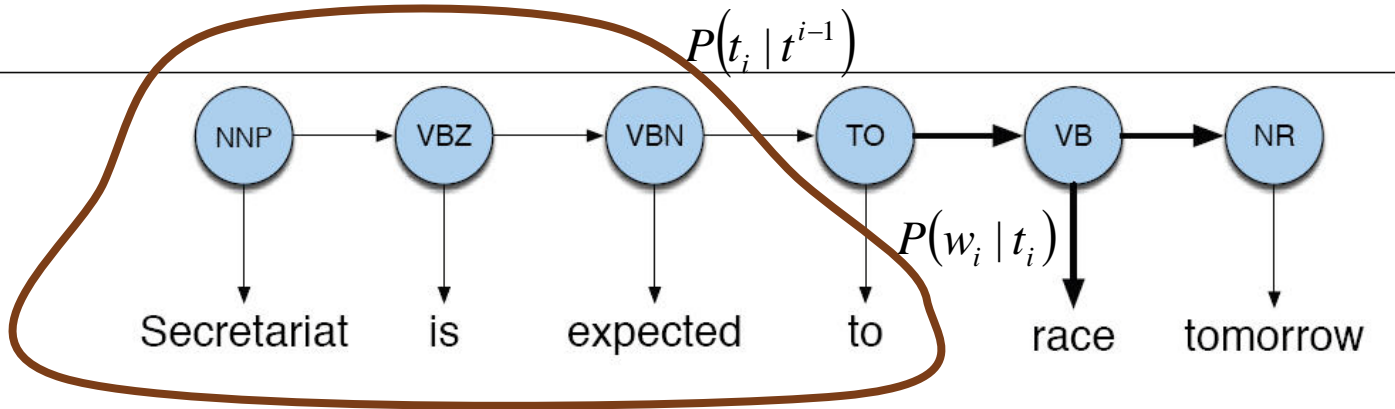 P(t_i | t^{i-1})
NNP VBZ VBN TO VB NR
P(w_i | t_i)
Secretariat is expected to race tomorrow